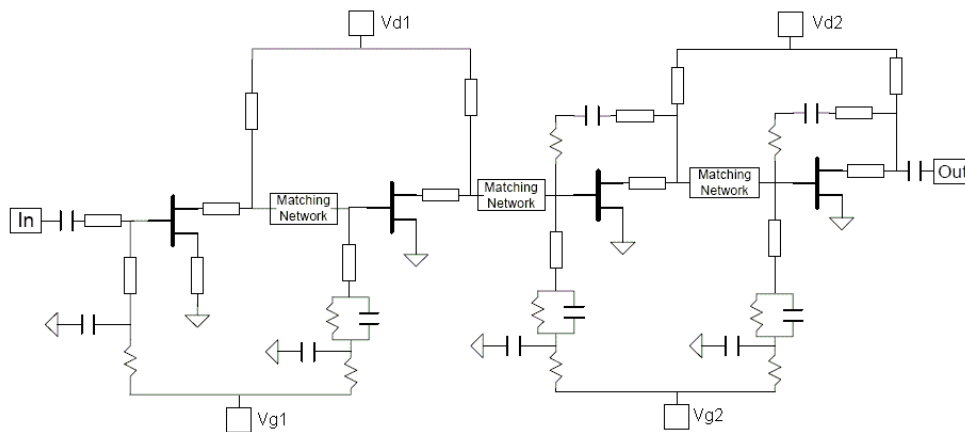 Vd1
Vd2
Matching
Network
Matching
Network
Matching
Network
In
Out
Vg1
Vg2